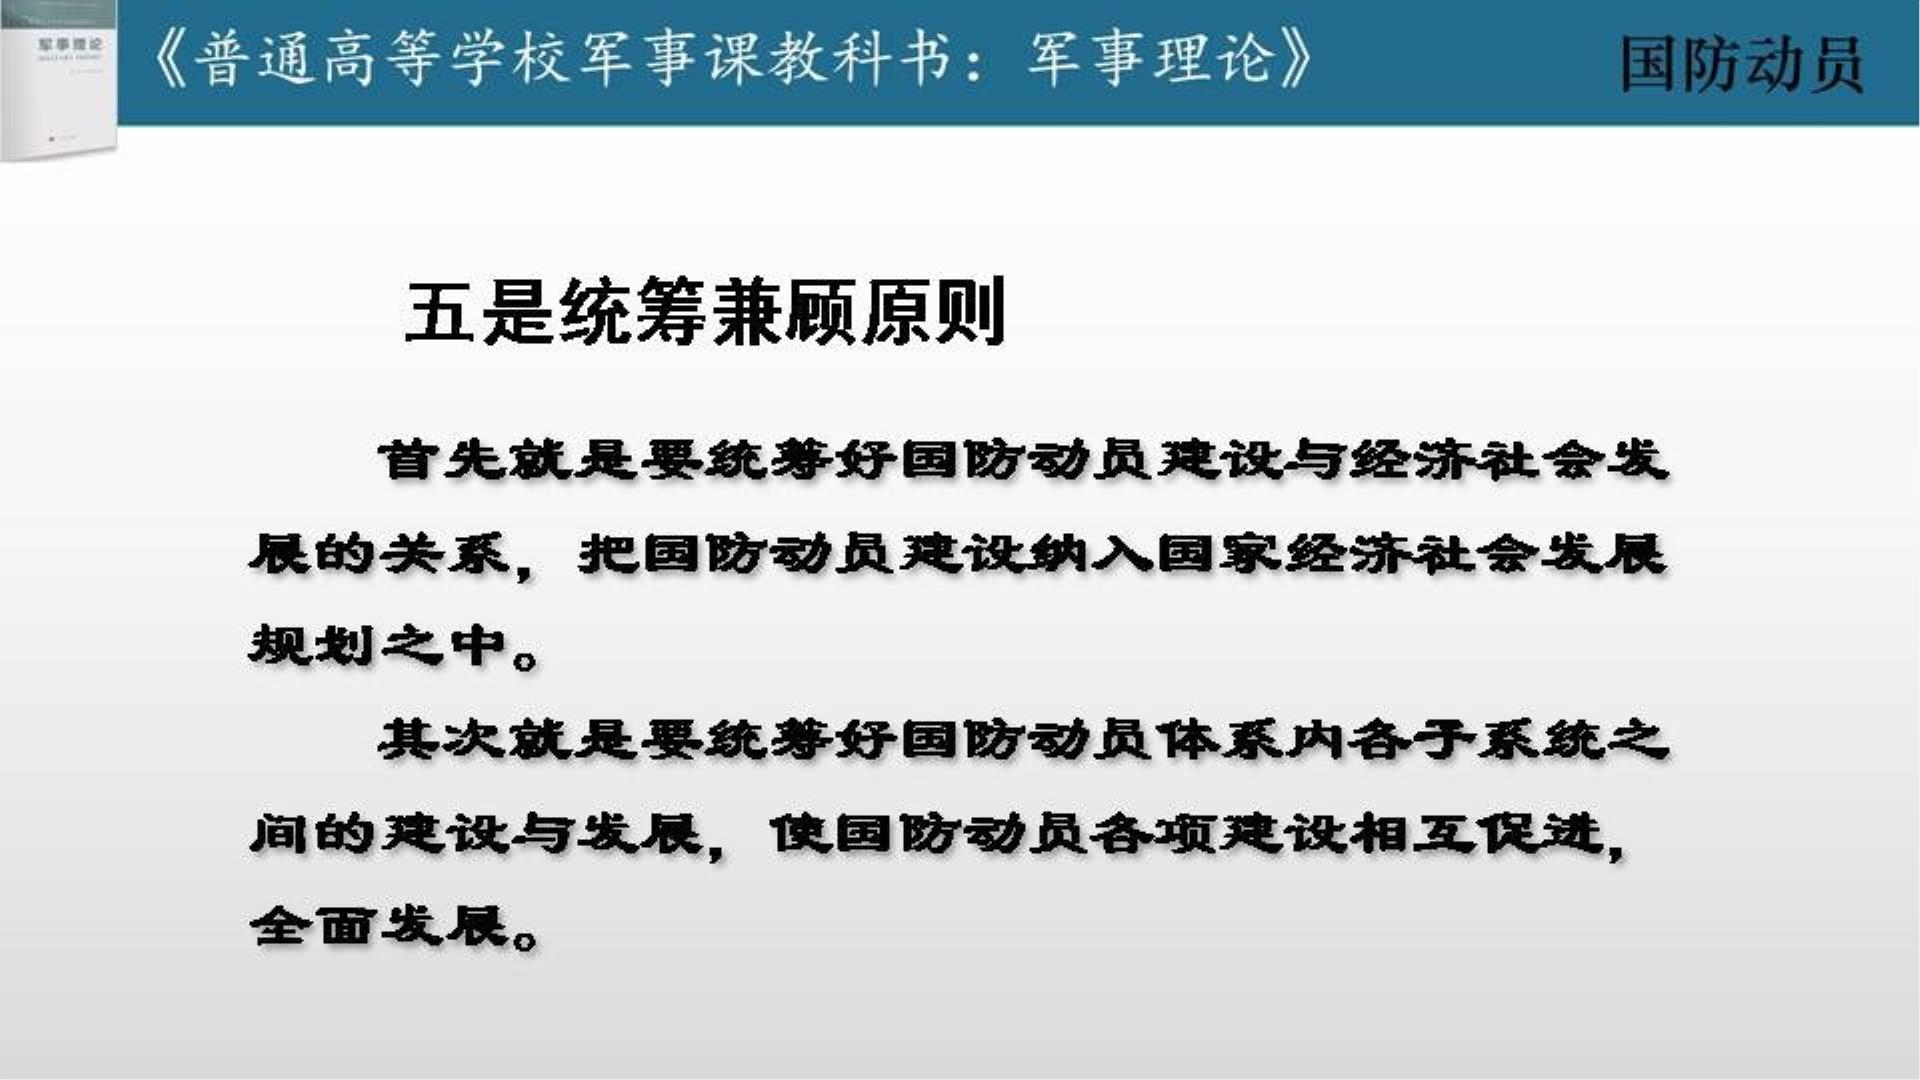 军事理论
《普通高等学校军事课教科书：军事理论》
国防动员
五是统筹兼顾原则
首先就是要统筹好国防动员建设与经济社会发
展的关系，把国防动员建设纳入国家经济社会发展
规划之中。
其次就是要统筹好国防动员体系内各子系统之
间的建设与发展，使国防动员各项建设相互促进，
全面发展。